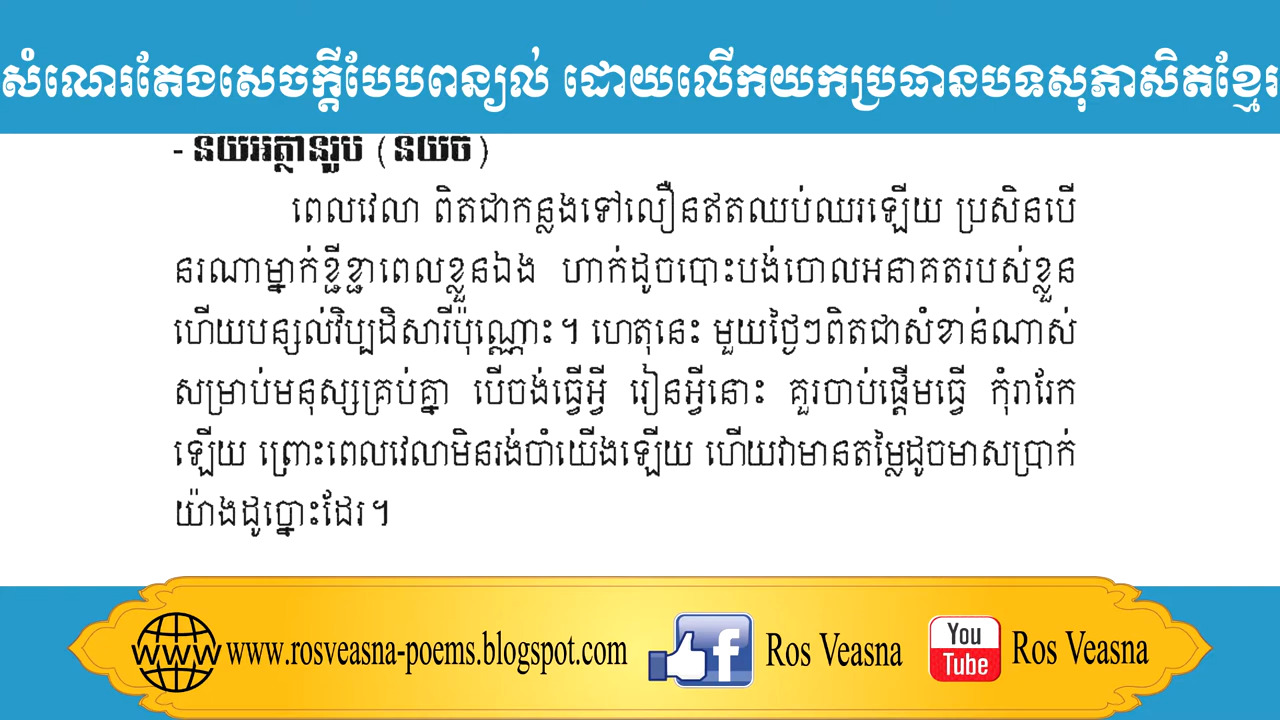 សំណេរតែងសេចក្ដីបែបពន្យល់ ដោយលើកយកប្រធានបទសុភាសិតខ្មែរ
- ន័យអត្ថានុរូប (ន័យចំ)
ពេលវេលា ពិតជាកន្លងទៅលឿនឥតឈប់ឈរឡើយ ប្រសិនបើ
នរណាម្នាក់ខ្ជីខ្ជាពេលខ្លួនឯង ហាក់ដូចបោះបង់ចោលអនាគតរបស់ខ្លួន
ហើយបន្សល់វិប្បដិសារីប៉ុណ្ណោះ។ ហេតុនេះ មួយថ្ងៃៗពិតជាសំខាន់ណាស់
សម្រាប់មនុស្សគ្រប់គ្នា បើចង់ធ្វើអ្វី រៀនអ្វីនោះ គួរចាប់ផ្ដើមធ្វើ កុំរារែក
ឡើយ ព្រោះពេលវេលាមិនរង់ចាំយើងឡើយ ហើយវាមានតម្លៃដូចមាសប្រាក់
យ៉ាងដូច្នោះដែរ។
www.rosveasna-poems.blogspot.com
Ros Veasna
You Tube
Ros Veasna